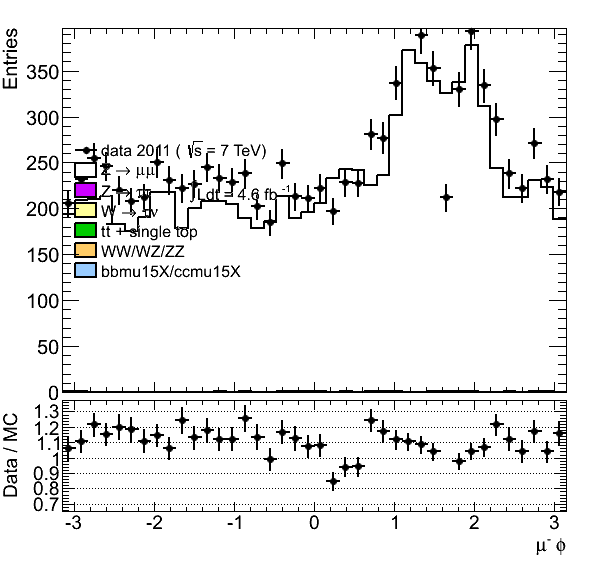 Entries
350
300
250
200
150
100
50
0
data 2011 ( √s = 7 TeV)
Z → μμ
Z → ττ ∫ L dt = 4.6 fb⁻¹
W → τν
tt + single top
WW/WZ/ZZ
bbmu15X/ccmu15X
Data / MC
1.3
1.2
1.1
1
0.9
0.8
0.7
-3 -2 -1 0 1 2 3
μ⁻ ϕ